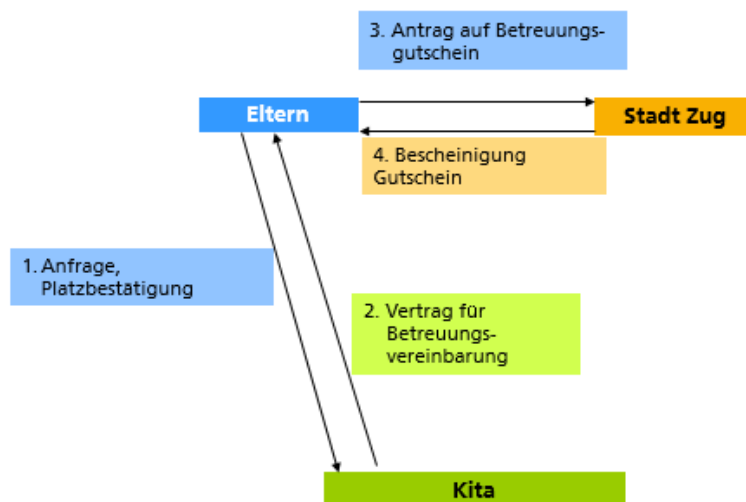 3. Antrag auf Betreuungs-
gutschein
Eltern
Stadt Zug
4. Bescheinigung
Gutschein
1. Anfrage,
Platzbestätigung
2. Vertrag für
Betreuungs-
vereinbarung
Kita